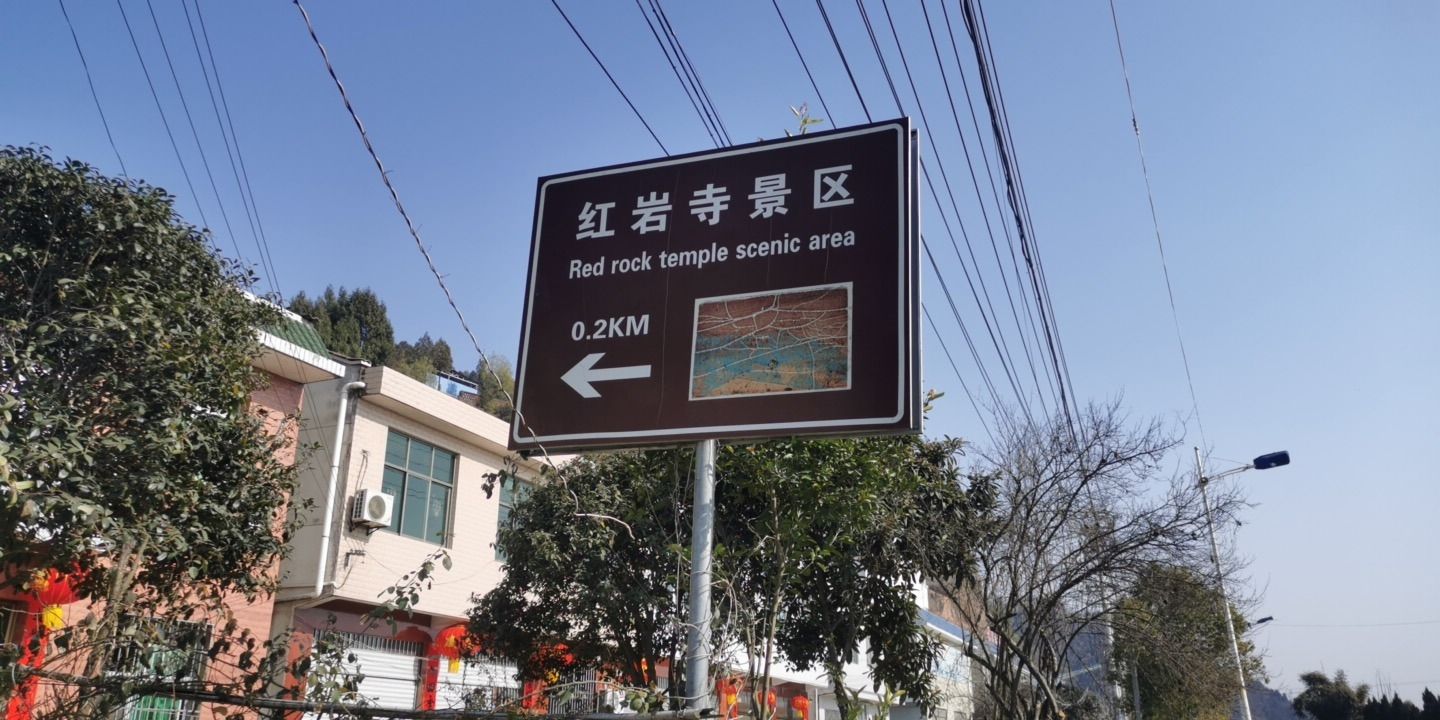 红岩寺景区
Red rock temple scenic area
0.2KM